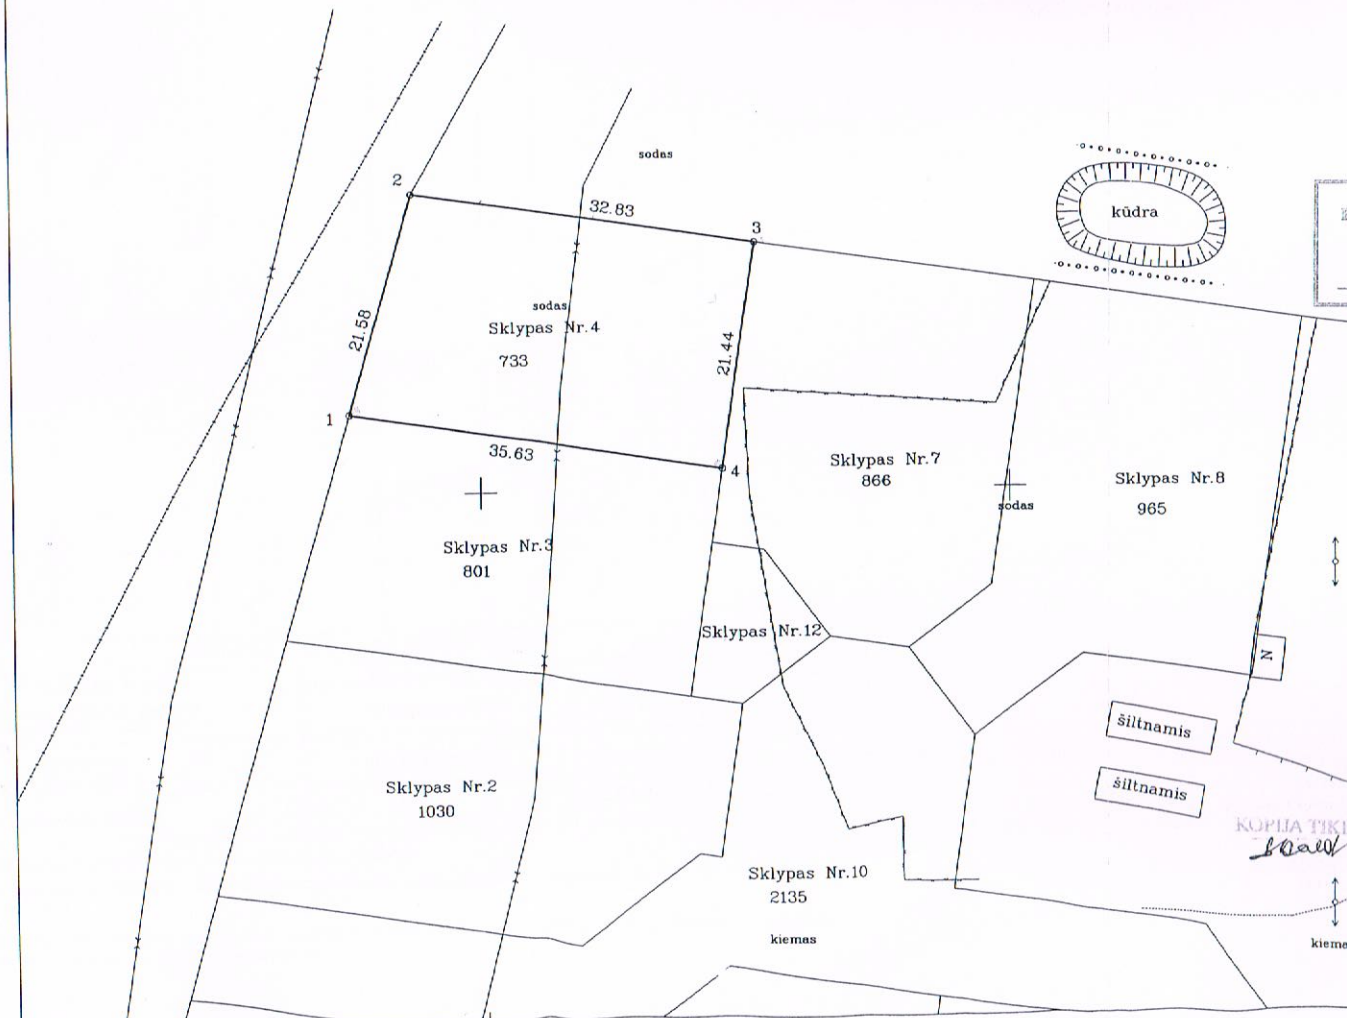 sodas
2
32.83
3
kūdra
21.58
sodas
Sklypas Nr.4
733
21.44
1
35.63
4
Sklypas Nr.7
866
Sklypas Nr.8
965
sodas
Sklypas Nr.3
801
Sklypas Nr.12
N
šiltnamis
šiltnamis
Sklypas Nr.2
1030
KOPIJA TIK
Sklypas Nr.10
2135
kiemas
kiema